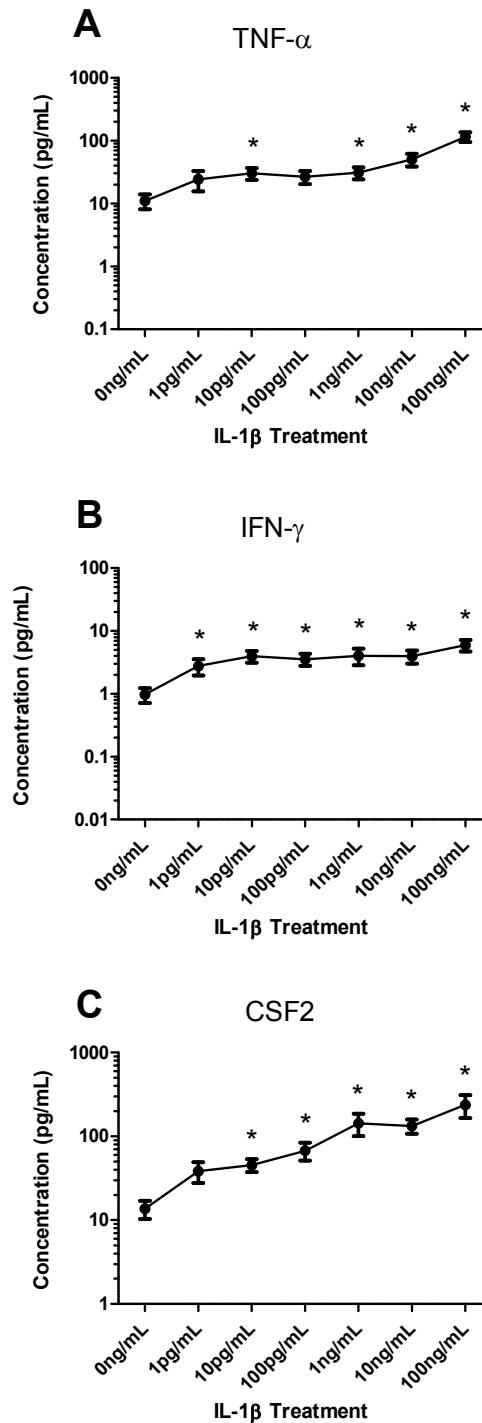 A
TNF-α
Concentration (pg/mL)
1000
100
10
1
0.1
* * * *
0ng/mL 1pg/mL 10pg/mL 100pg/mL 1ng/mL 10ng/mL 100ng/mL
IL-1β Treatment
B
IFN-γ
Concentration (pg/mL)
100
10
1
0.1
0.01
* * * * * *
0ng/mL 1pg/mL 10pg/mL 100pg/mL 1ng/mL 10ng/mL 100ng/mL
IL-1β Treatment
C
CSF2
Concentration (pg/mL)
1000
100
10
1
* * * * *
0ng/mL 1pg/mL 10pg/mL 100pg/mL 1ng/mL 10ng/mL 100ng/mL
IL-1β Treatment